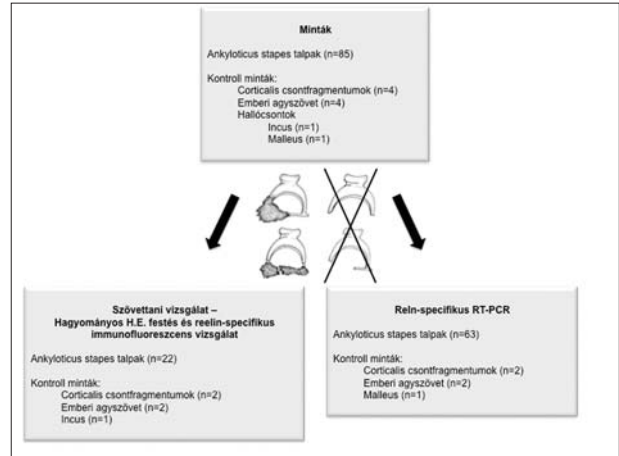 Minták
Ankyloticus stapes talpak (n=85)
Kontroll minták:
Corticalis csontfragmentumok (n=4)
Emberi agyszövet (n=4)
Hallócsontok
Incus (n=1)
Malleus (n=1)
Szövettani vizsgálat –
Hagyományos H.E. festés és reelin-specifikus
immunofluoreszcens vizsgálat
Ankyloticus stapes talpak (n=22)
Kontroll minták:
Corticalis csontfragmentumok (n=2)
Emberi agyszövet (n=2)
Incus (n=1)
Reln-specifikus RT-PCR
Ankyloticus stapes talpak (n=63)
Kontroll minták:
Corticalis csontfragmentumok (n=2)
Emberi agyszövet (n=2)
Malleus (n=1)